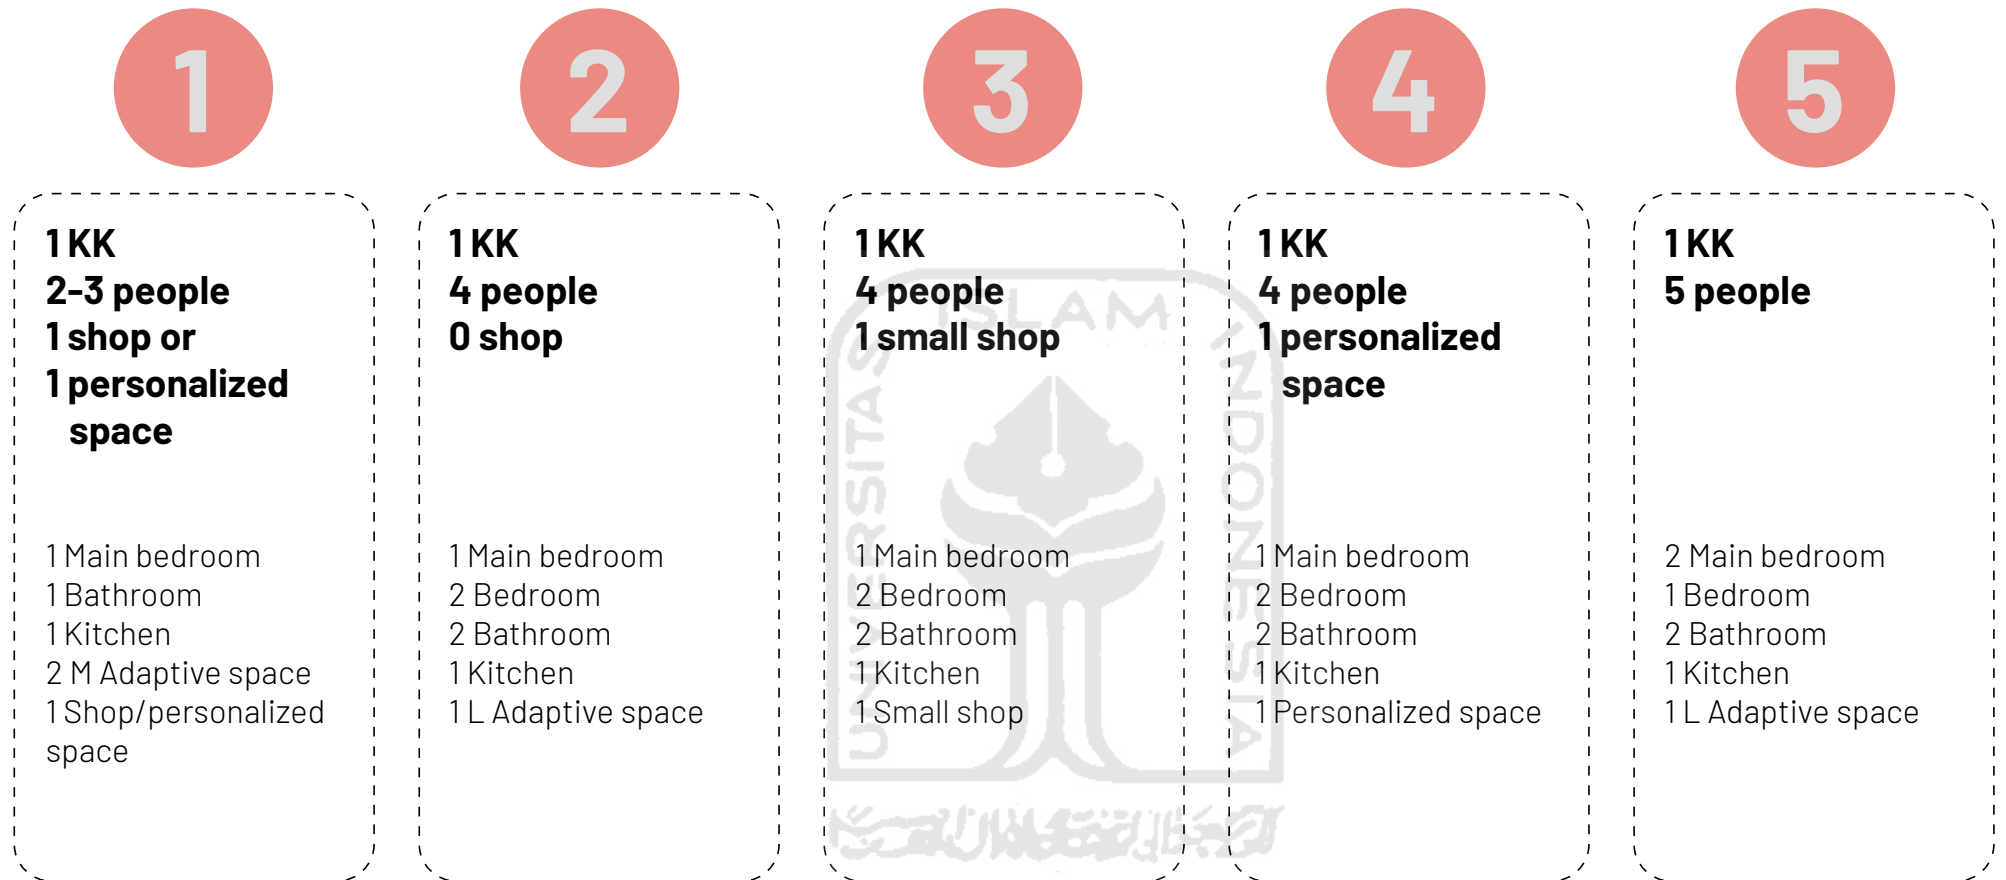 1
1 KK
2-3 people
1 shop or
1 personalized
space
1 Main bedroom
1 Bathroom
1 Kitchen
2 M Adaptive space
1 Shop/personalized
space
2
1 KK
4 people
0 shop
1 Main bedroom
2 Bedroom
2 Bathroom
1 Kitchen
1 L Adaptive space
3
1 KK
4 people
1 small shop
1 Main bedroom
2 Bedroom
2 Bathroom
1 Kitchen
1 Small shop
4
1 KK
4 people
1 personalized
space
1 Main bedroom
2 Bedroom
2 Bathroom
1 Kitchen
1 Personalized space
5
1 KK
5 people
2 Main bedroom
1 Bedroom
2 Bathroom
1 Kitchen
1 L Adaptive space
UNIVERSITAS
ISLAM
INDONESIA